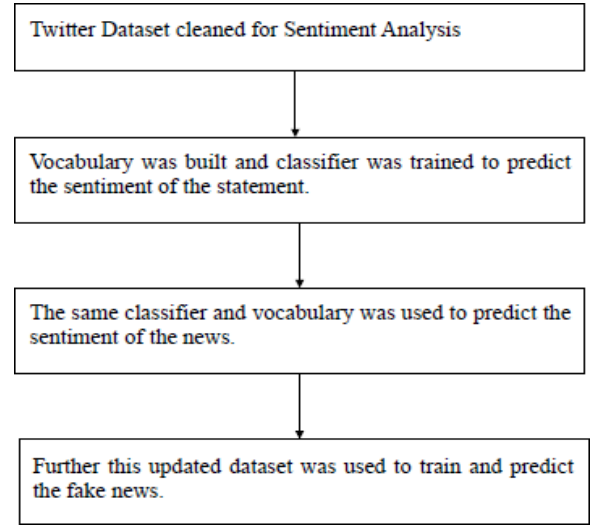 Twitter Dataset cleaned for Sentiment Analysis
Vocabulary was built and classifier was trained to predict
the sentiment of the statement.
The same classifier and vocabulary was used to predict the
sentiment of the news.
Further this updated dataset was used to train and predict
the fake news.